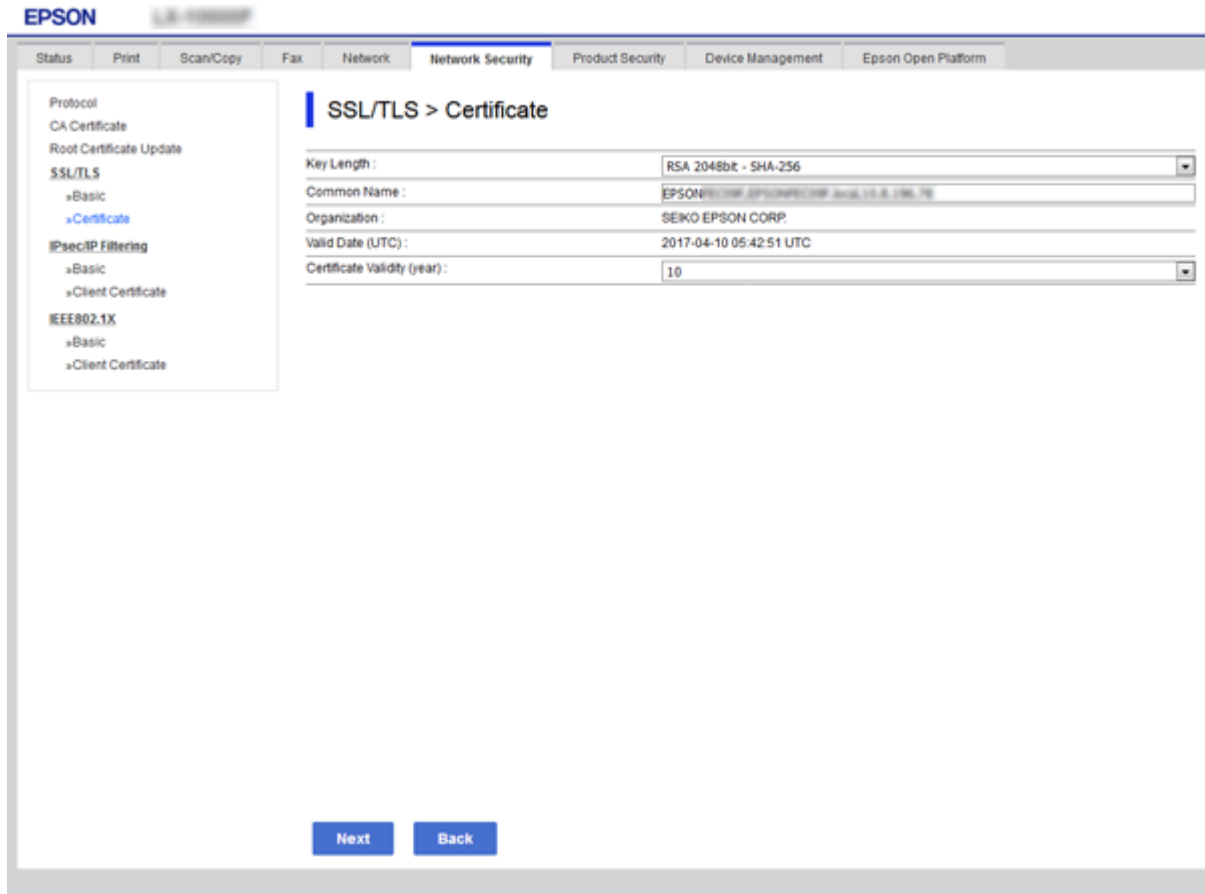 EPSON
Status Print Scan/Copy Fax Network Network Security Product Security Device Management Epson Open Platform
Protocol
CA Certificate
Root Certificate Update
SSL/TLS
»Basic
»Certificate
IPsec/IP Filtering
»Basic
»Client Certificate
IEEE802.1X
»Basic
»Client Certificate
SSL/TLS > Certificate
Key Length : RSA 2048bit - SHA-256
Common Name : EPSON
Organization : SEIKO EPSON CORP.
Valid Date (UTC) : 2017-04-10 05:42:51 UTC
Certificate Validity (year) : 10
Next Back